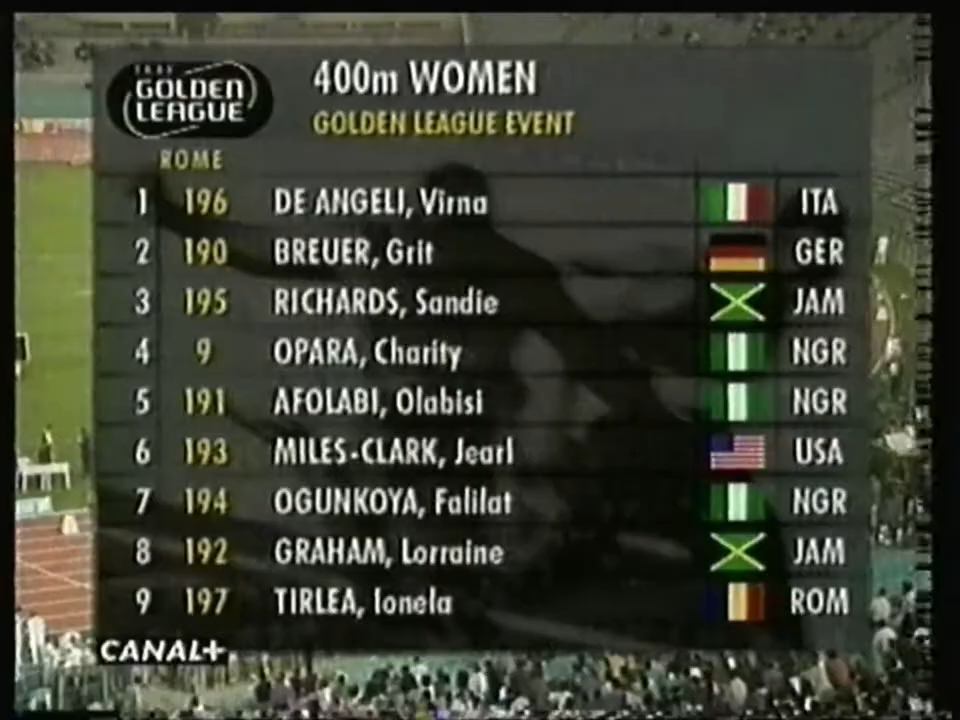 IAAF
GOLDEN
LEAGUE
400m WOMEN
GOLDEN LEAGUE EVENT
ROME
1 196 DE ANGELI, Virna ITA
2 190 BREUER, Grit GER
3 195 RICHARDS, Sandie JAM
4 9 OPARA, Charity NGR
5 191 AFOLABI, Olabisi NGR
6 193 MILES-CLARK, Jearl USA
7 194 OGUNKOYA, Falilat NGR
8 192 GRAHAM, Lorraine JAM
9 197 TIRLEA, Ionela ROM
CANAL+